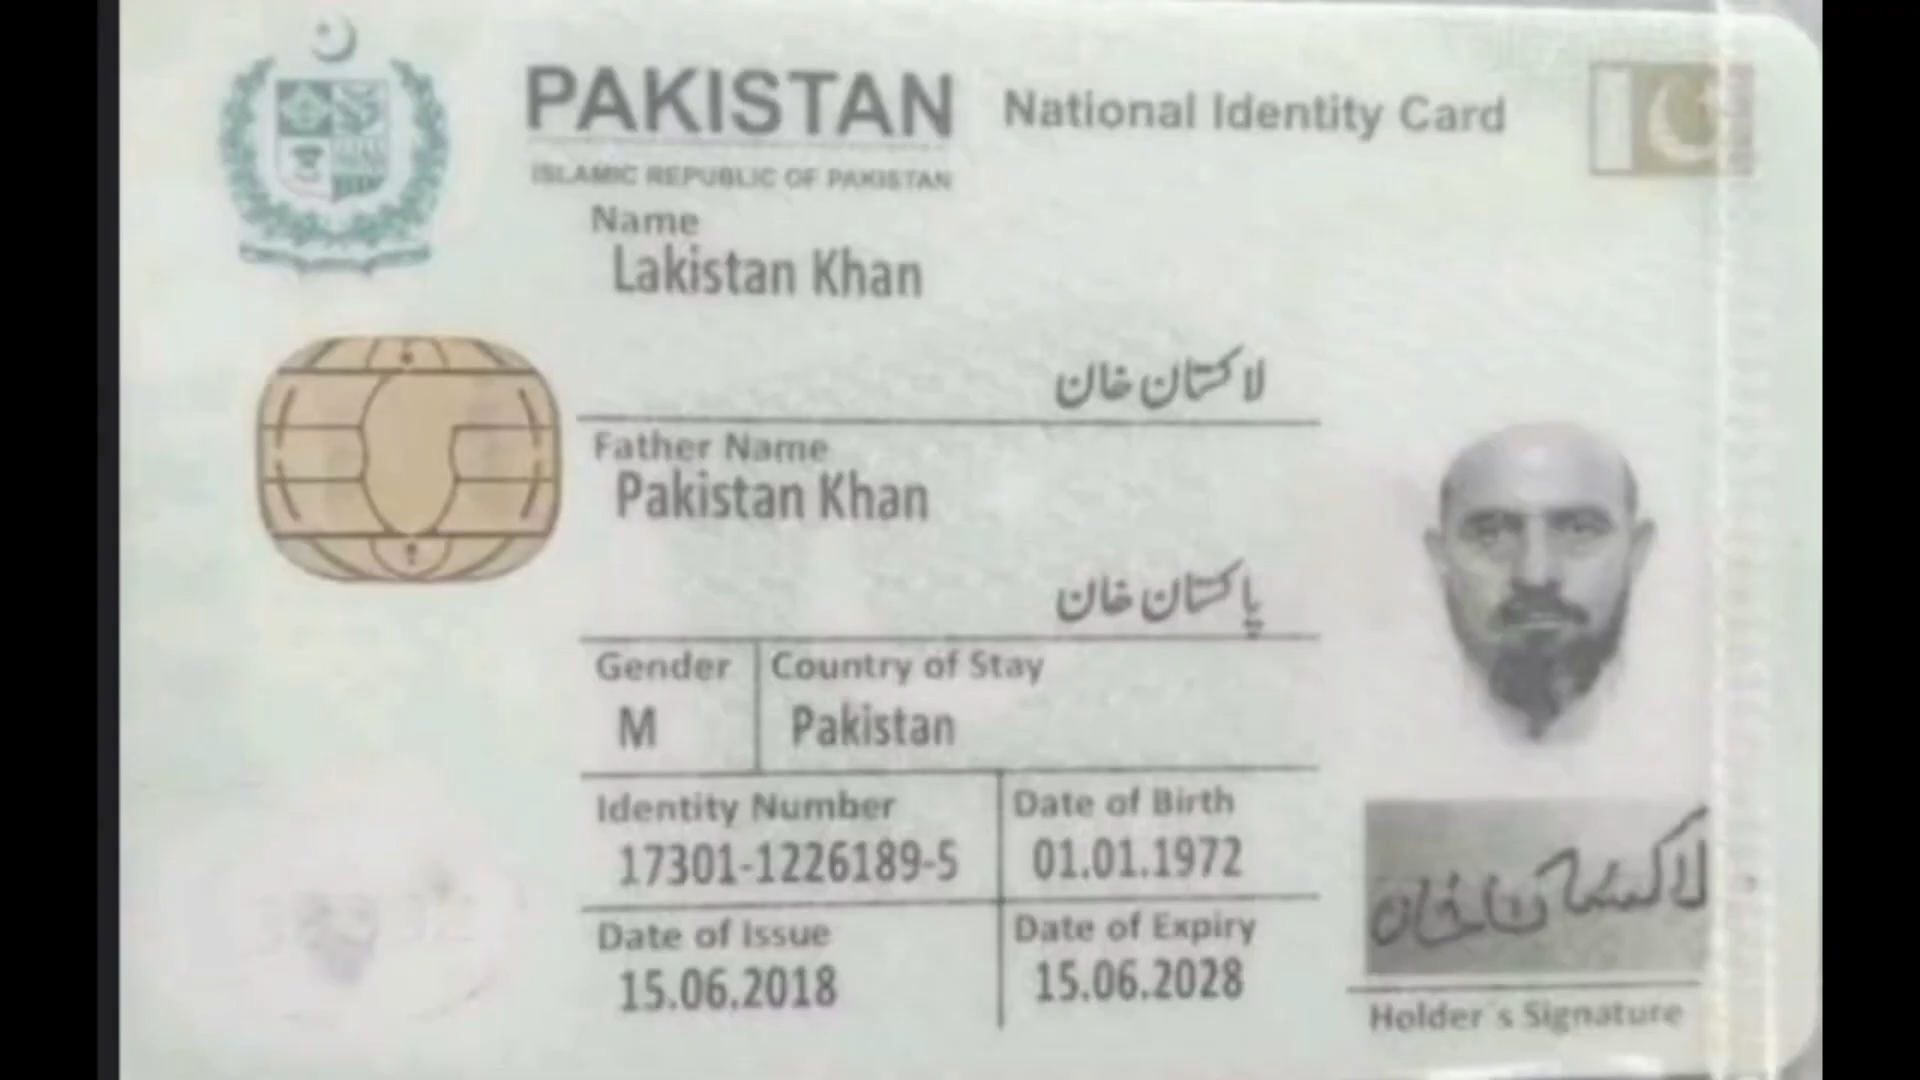 PAKISTAN National Identity Card
ISLAMIC REPUBLIC OF PAKISTAN
Name
Lakistan Khan
لاکستان خان
Father Name
Pakistan Khan
پاکستان خان
Gender Country of Stay
M Pakistan
Identity Number Date of Birth
17301-1226189-5 01.01.1972
Date of Issue Date of Expiry
15.06.2018 15.06.2028
لاکستان خان
Holder's Signature